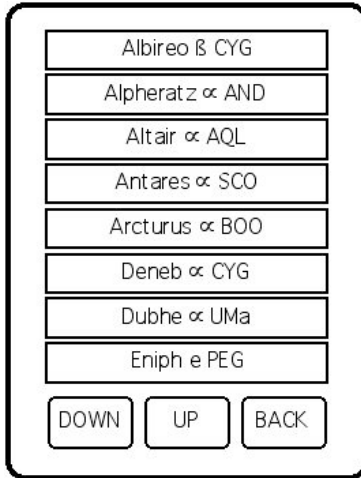 Albireo ß CYG
Alpheratz ∝ AND
Altair ∝ AQL
Antares ∝ SCO
Arcturus ∝ BOO
Deneb ∝ CYG
Dubhe ∝ UMa
Eniph e PEG
DOWN UP BACK